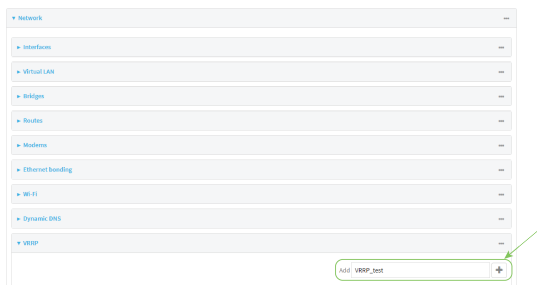 Network
Interfaces
Virtual LAN
Bridges
Routes
Modems
Ethernet bonding
Wi-Fi
Dynamic DNS
VRRP
Add VRRP_test